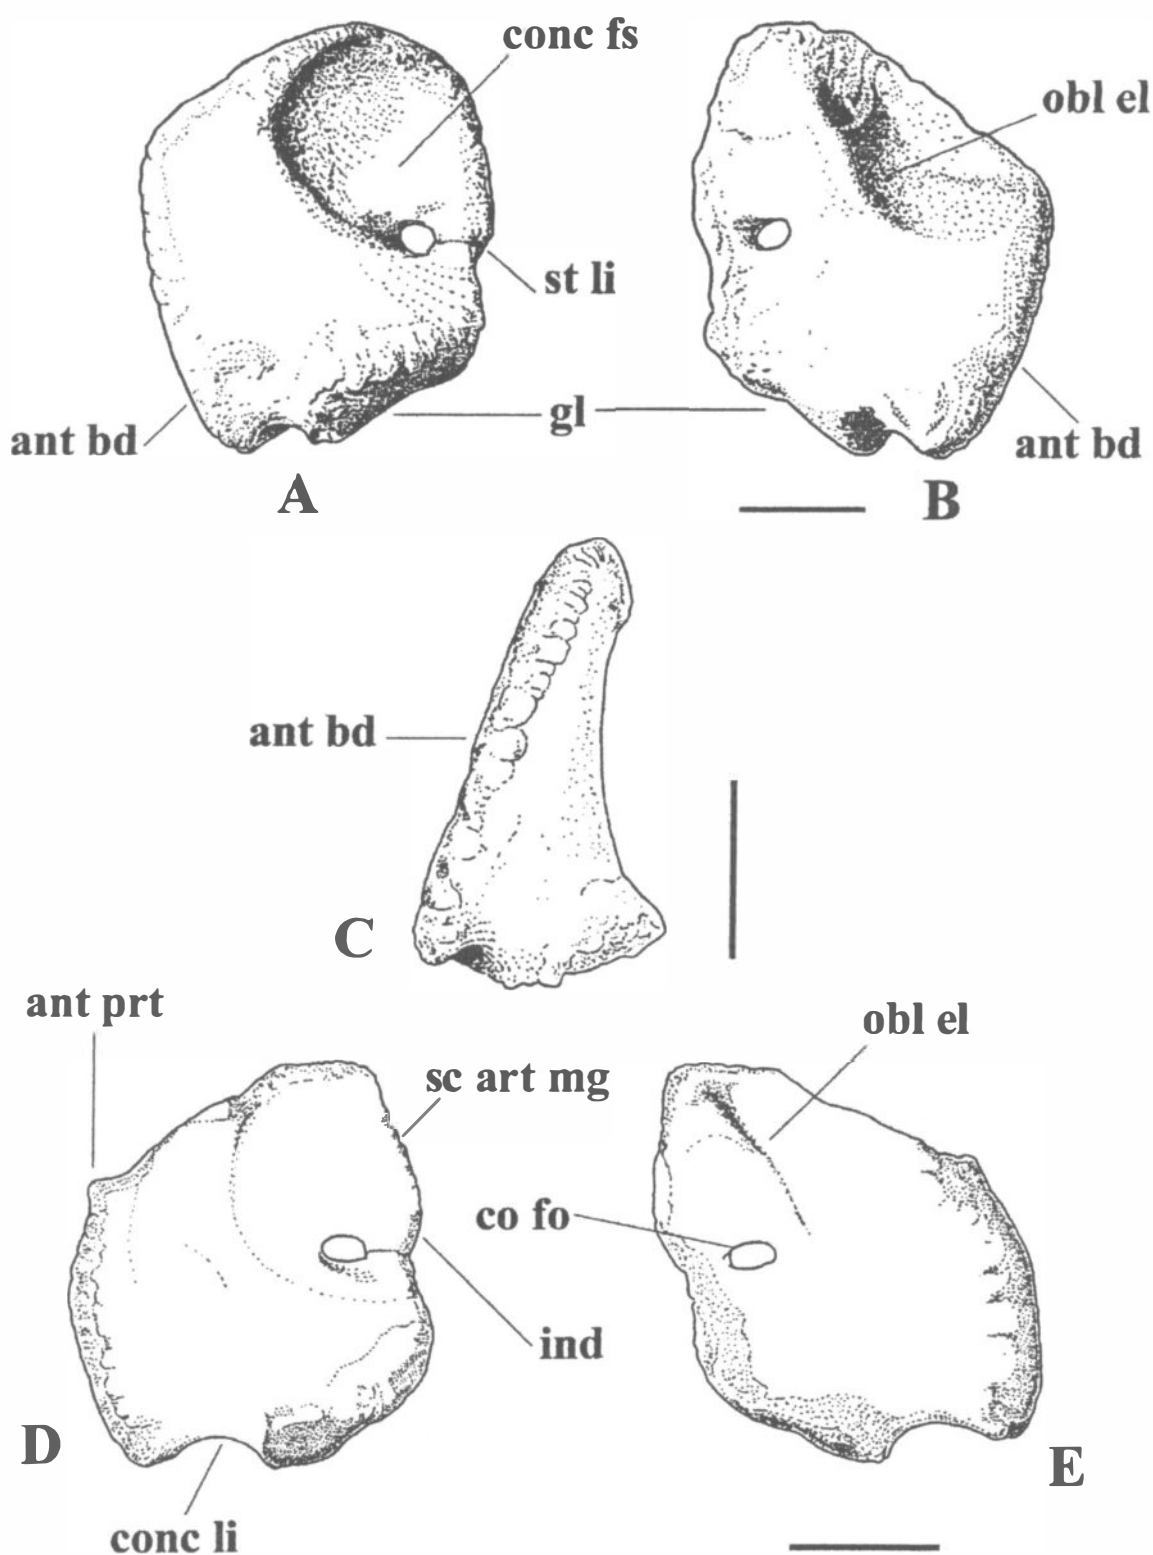 conc fs
obl el
st li
ant bd
gl
ant bd
A
B
ant bd
C
ant prt
obl el
sc art mg
co fo
ind
D
E
conc li